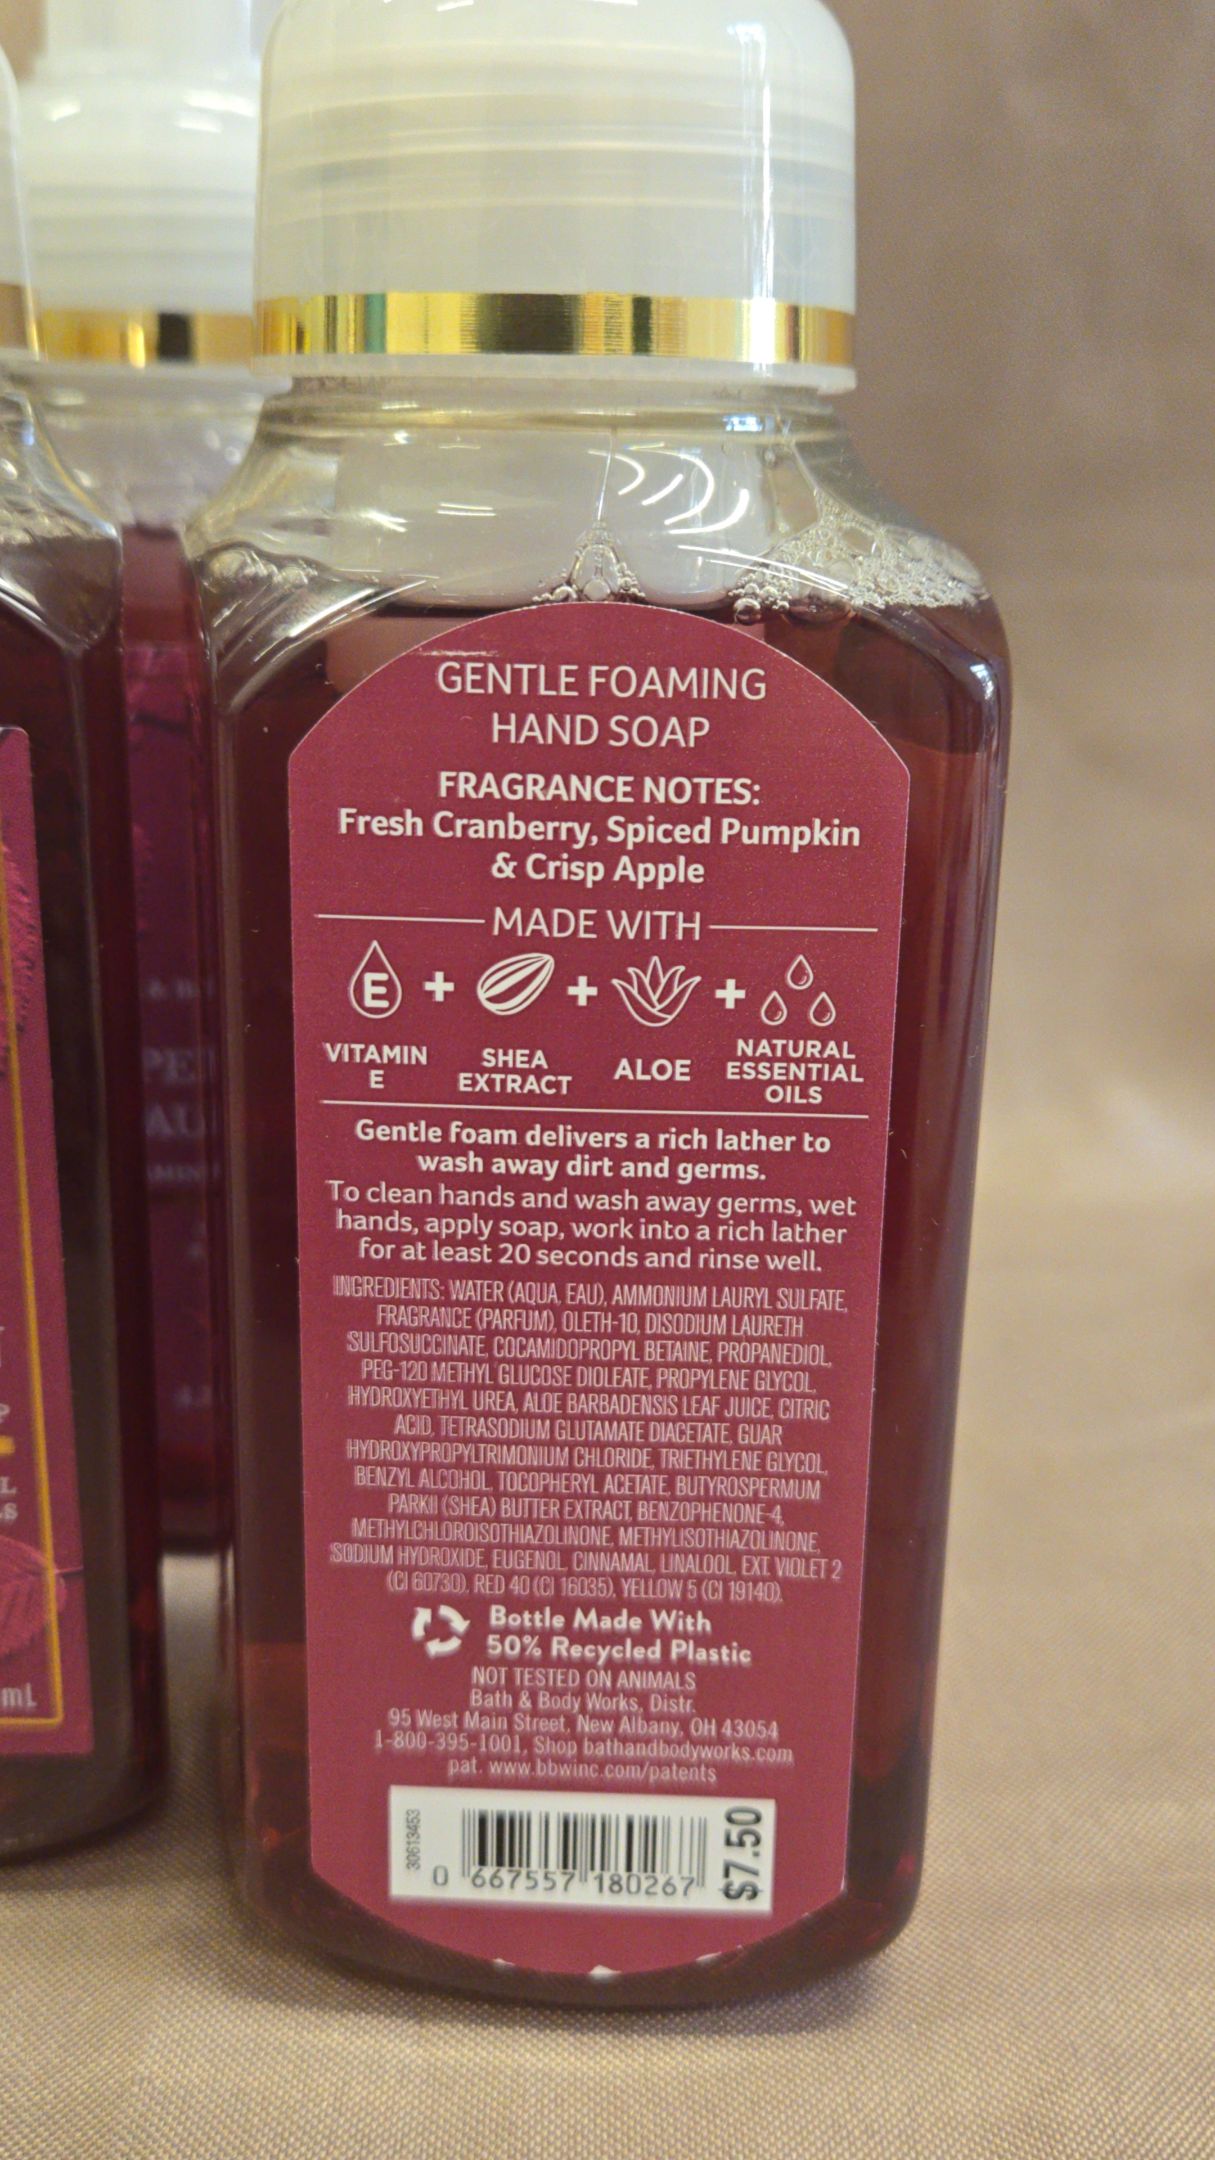 GENTLE FOAMING
HAND SOAP
FRAGRANCE NOTES:
Fresh Cranberry, Spiced Pumpkin
& Crisp Apple
MADE WITH
E + + +
VITAMIN
E
SHEA
EXTRACT
ALOE
NATURAL
ESSENTIAL
OILS
Gentle foam delivers a rich lather to
wash away dirt and germs.
To clean hands and wash away germs, wet
hands, apply soap, work into a rich lather
for at least 20 seconds and rinse well.
INGREDIENTS: WATER (AQUA, EAU), AMMONIUM LAURYL SULFATE,
FRAGRANCE (PARFUM), OLETH-10, DISODIUM LAURETH
SULFOSUCCINATE, COCAMIDOPROPYL BETAINE, PROPANEDIOL,
PEG-120 METHYL GLUCOSE DIOLEATE, PROPYLENE GLYCOL,
HYDROXYETHYL UREA, ALOE BARBADENSIS LEAF JUICE, CITRIC
ACID, TETRASODIUM GLUTAMATE DIACETATE, GUAR
HYDROXYPROPYLTRIMONIUM CHLORIDE, TRIETHYLENE GLYCOL,
BENZYL ALCOHOL, TOCOPHERYL ACETATE, BUTYROSPERMUM
PARKII (SHEA) BUTTER EXTRACT, BENZOPHENONE-4,
METHYLCHLOROISOTHIAZOLINONE, METHYLISOTHIAZOLINONE,
SODIUM HYDROXIDE, EUGENOL, CINNAMAL, LINALOOL, EXT. VIOLET 2
(CI 60730), RED 40 (CI 16035), YELLOW 5 (CI 19140).
Bottle Made With
50% Recycled Plastic
NOT TESTED ON ANIMALS
Bath & Body Works, Distr.
95 West Main Street, New Albany, OH 43054
1-800-395-1001, Shop bathandbodyworks.com
pat. www.bbwinc.com/patents
30613453
0 667557 180267
$7.50
mL